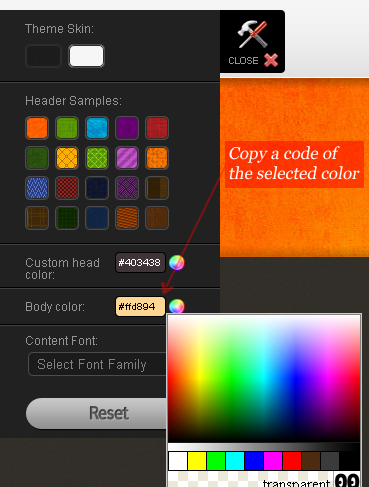 Theme Skin:
CLOSE
Header Samples:
Copy a code of
the selected color
Custom head
color:
#403438
Body color:
#ffd894
Content Font:
Select Font Family
Reset
transparent
00